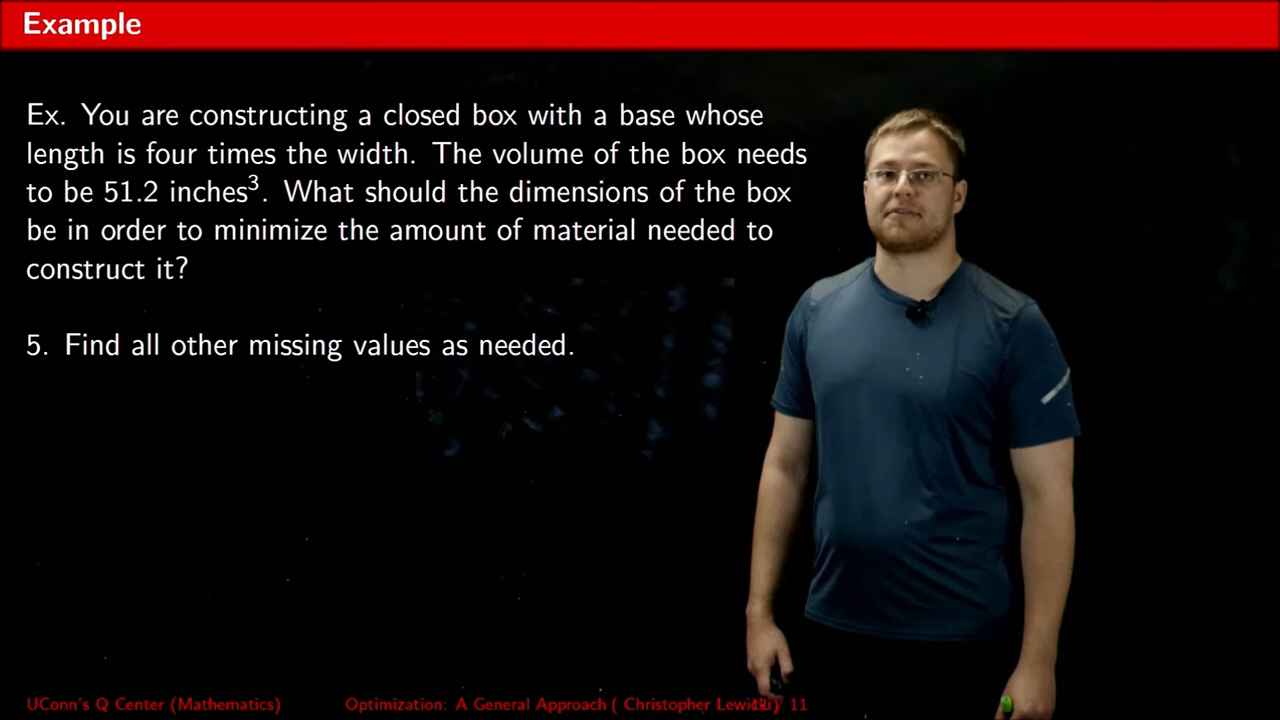 Example
Ex. You are constructing a closed box with a base whose
length is four times the width. The volume of the box needs
to be 51.2 inches³. What should the dimensions of the box
be in order to minimize the amount of material needed to
construct it?
5. Find all other missing values as needed.
UConn's Q Center (Mathematics)
Optimization: A General Approach ( Christopher Lewicki)
/ 11